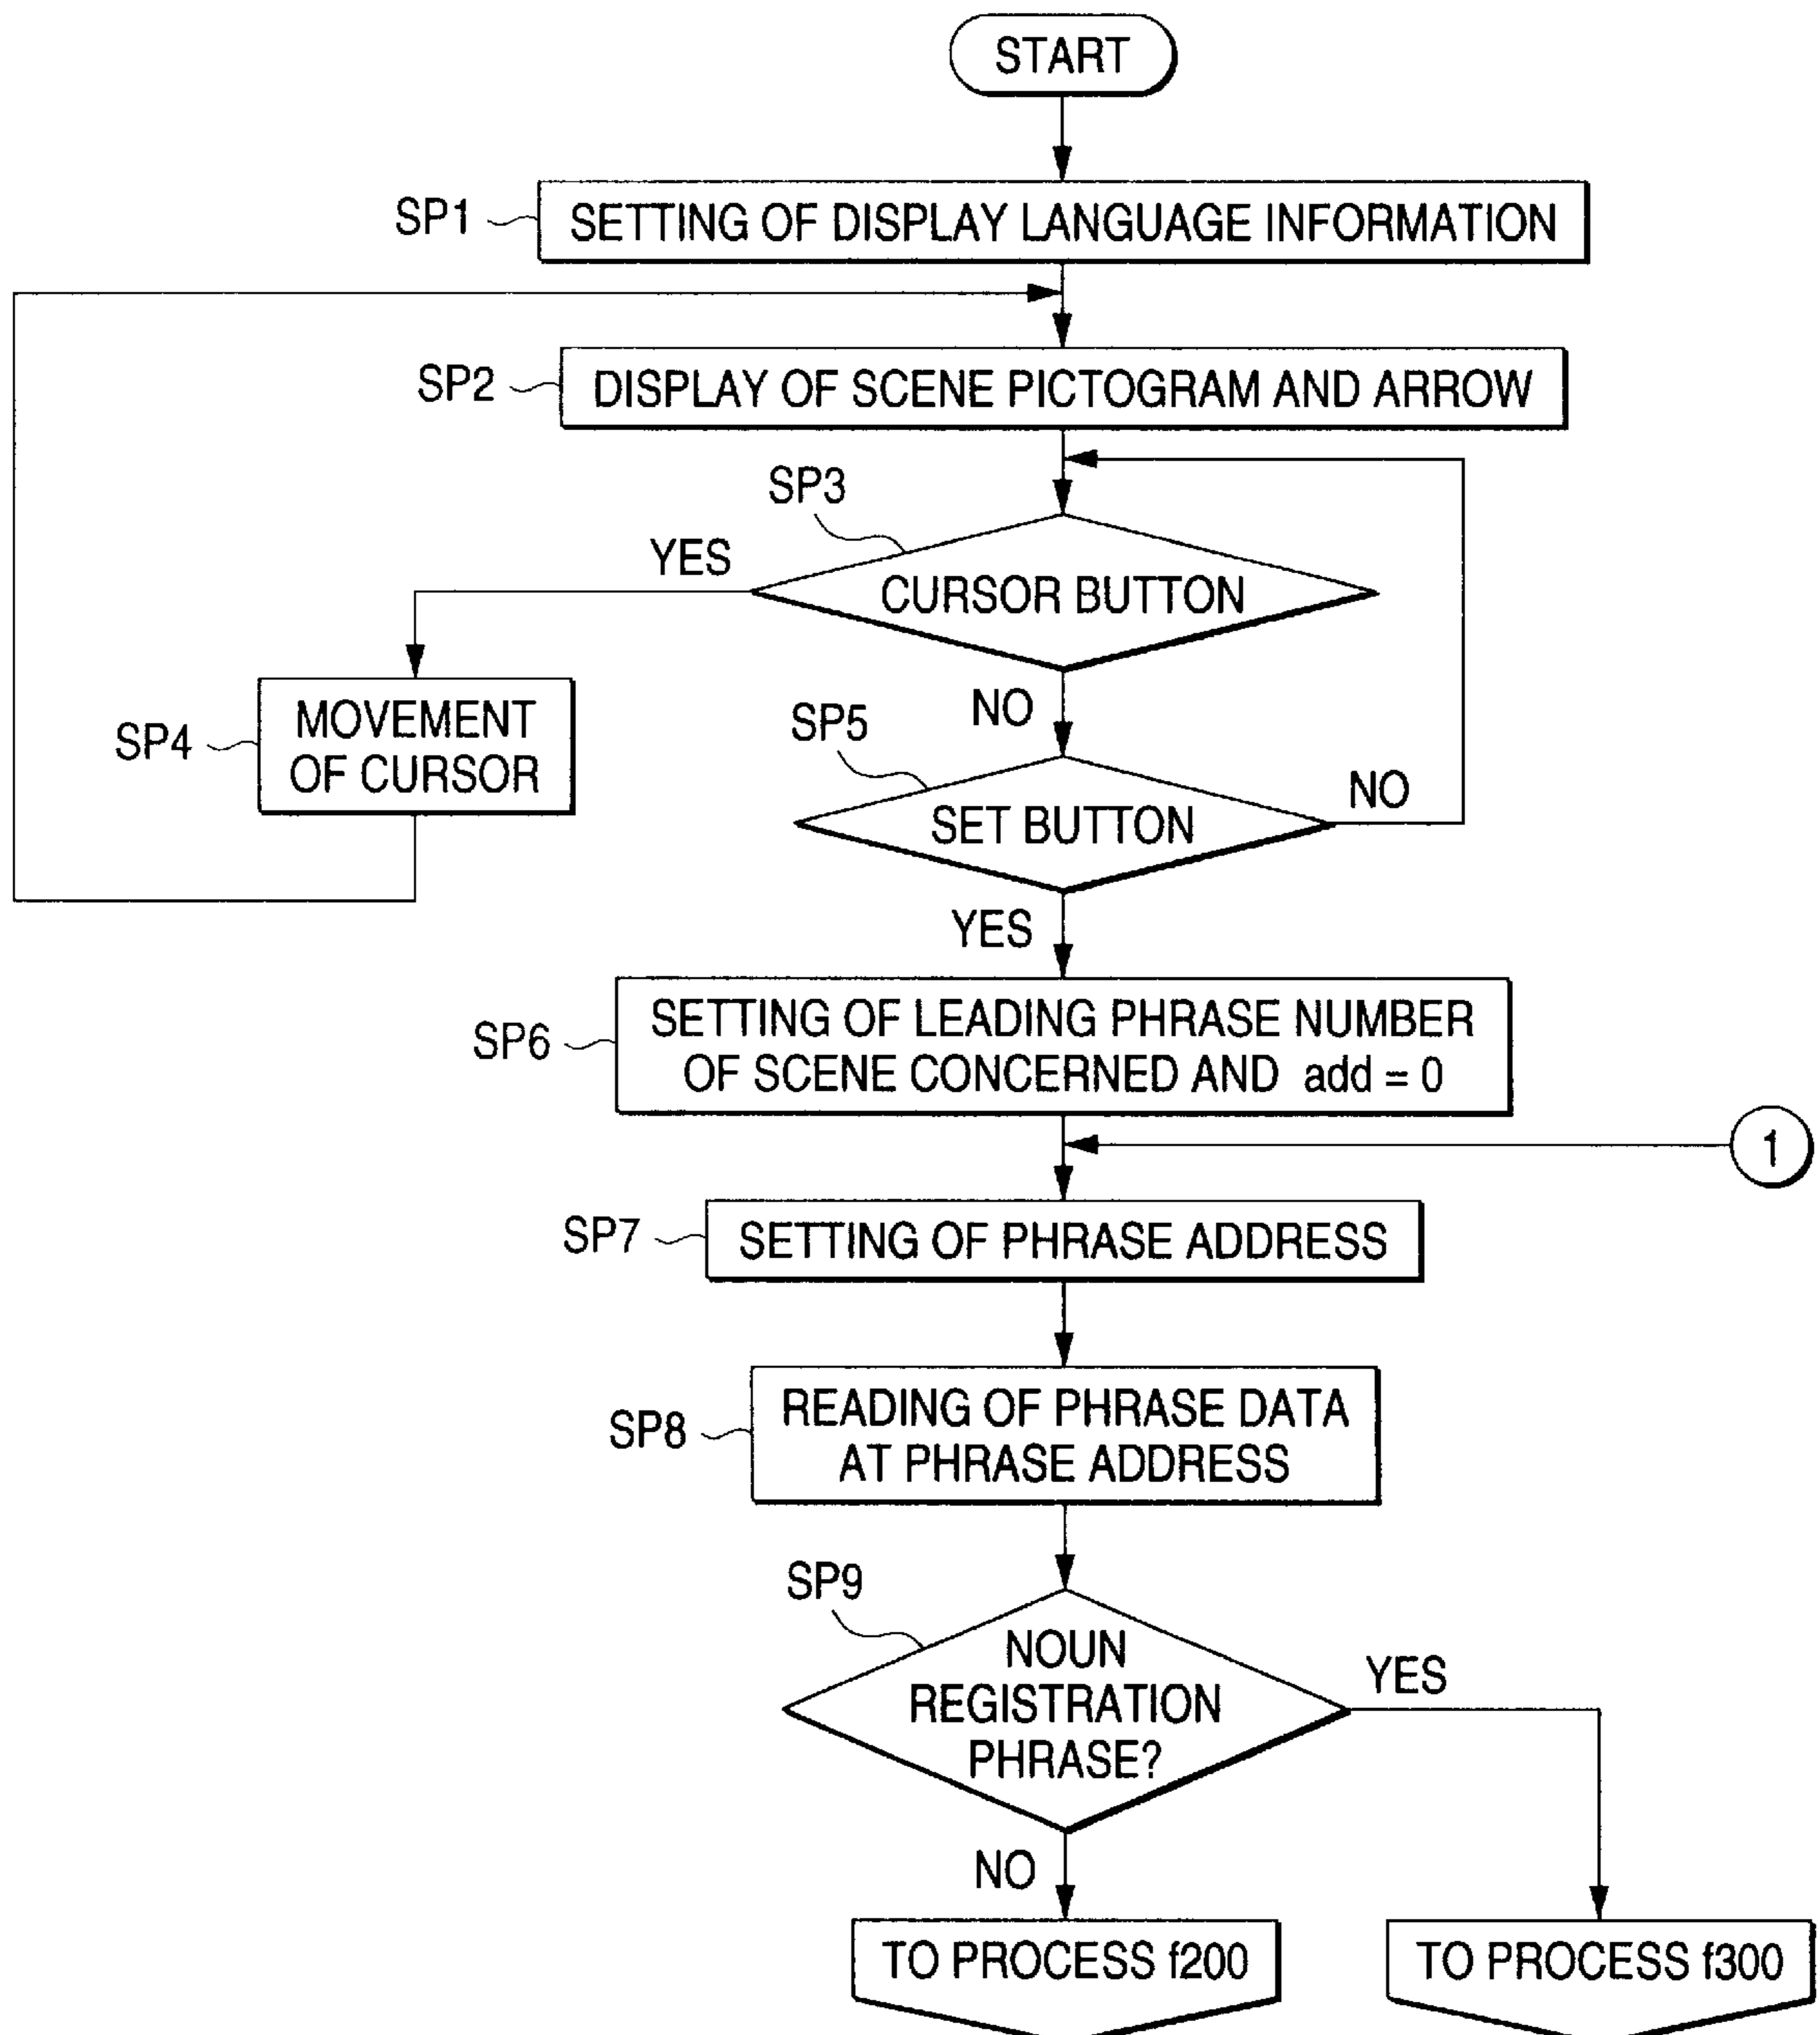 START
SP1
SETTING OF DISPLAY LANGUAGE INFORMATION
SP2
DISPLAY OF SCENE PICTOGRAM AND ARROW
SP3
YES
CURSOR BUTTON
SP4
MOVEMENT
OF CURSOR
NO
SP5
SET BUTTON
NO
YES
SP6
SETTING OF LEADING PHRASE NUMBER
OF SCENE CONCERNED AND add = 0
1
SP7
SETTING OF PHRASE ADDRESS
SP8
READING OF PHRASE DATA
AT PHRASE ADDRESS
SP9
NOUN
REGISTRATION
PHRASE?
YES
NO
TO PROCESS f200
TO PROCESS f300